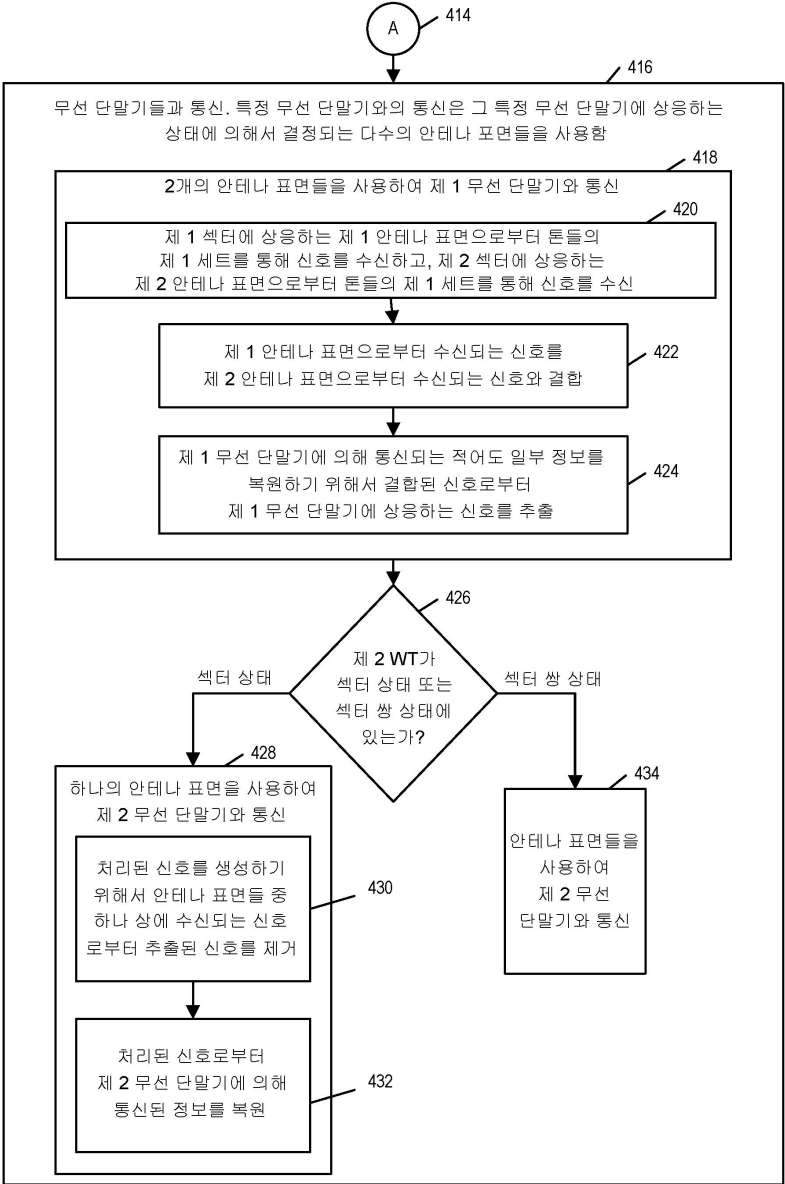 A
414
416
무선 단말기들과 통신. 특정 무선 단말기와의 통신은 그 특정 무선 단말기에 상응하는
상태에 의해서 결정되는 다수의 안테나 포면들을 사용함
418
2개의 안테나 표면들을 사용하여 제 1 무선 단말기와 통신
420
제 1 섹터에 상응하는 제 1 안테나 표면으로부터 톤들의
제 1 세트를 통해 신호를 수신하고, 제 2 섹터에 상응하는
제 2 안테나 표면으로부터 톤들의 제 1 세트를 통해 신호를 수신
제 1 안테나 표면으로부터 수신되는 신호를
제 2 안테나 표면으로부터 수신되는 신호와 결합
422
제 1 무선 단말기에 의해 통신되는 적어도 일부 정보를
복원하기 위해서 결합된 신호로부터
제 1 무선 단말기에 상응하는 신호를 추출
424
426
제 2 WT가
섹터 상태 또는
섹터 쌍 상태에
있는가?
섹터 상태
섹터 쌍 상태
428
하나의 안테나 표면을 사용하여
제 2 무선 단말기와 통신
처리된 신호를 생성하기
위해서 안테나 표면들 중
하나 상에 수신되는 신호
로부터 추출된 신호를 제거
430
처리된 신호로부터
제 2 무선 단말기에 의해
통신된 정보를 복원
432
434
안테나 표면들을
사용하여
제 2 무선
단말기와 통신